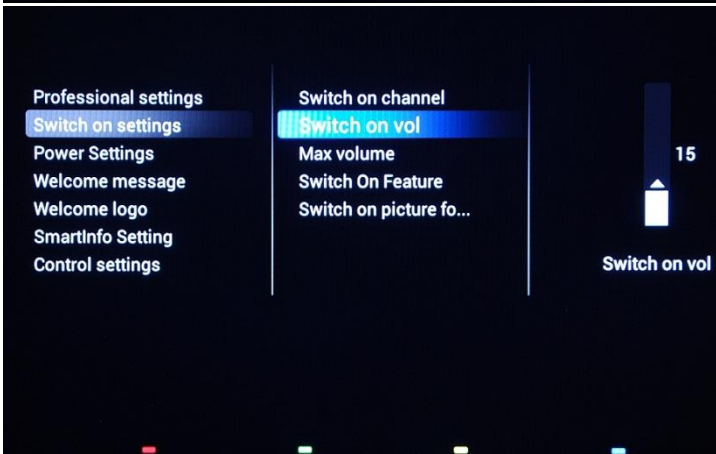 Professional settings
Switch on settings
Power Settings
Welcome message
Welcome logo
SmartInfo Setting
Control settings
Switch on channel
Switch on vol
Max volume
Switch On Feature
Switch on picture fo...
15
Switch on vol